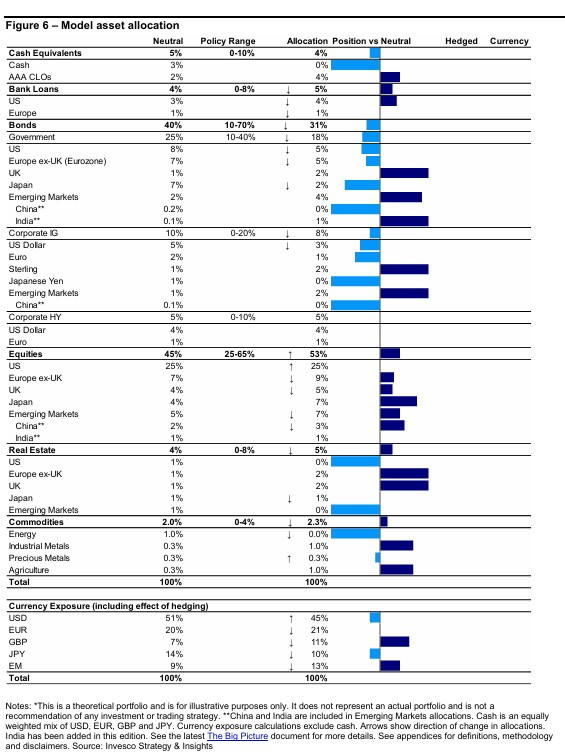 Figure 6 – Model asset allocation
Neutral Policy Range Allocation Position vs Neutral Hedged Currency
Cash Equivalents 5% 0-10% 4%
Cash 3% 0%
AAA CLOs 2% 4%
Bank Loans 4% 0-8% ↓ 5%
US 3% ↓ 4%
Europe 1% ↓ 1%
Bonds 40% 10-70% ↓ 31%
Government 25% 10-40% ↓ 18%
US 8% ↓ 5%
Europe ex-UK (Eurozone) 7% ↓ 5%
UK 1% 2%
Japan 7% ↓ 2%
Emerging Markets 2% 4%
China** 0.2% 0%
India** 0.1% 1%
Corporate IG 10% 0-20% ↓ 8%
US Dollar 5% ↓ 3%
Euro 2% 1%
Sterling 1% 2%
Japanese Yen 1% 0%
Emerging Markets 1% 2%
China** 0.1% 0%
Corporate HY 5% 0-10% 5%
US Dollar 4% 4%
Euro 1% 1%
Equities 45% 25-65% ↑ 53%
US 25% ↑ 25%
Europe ex-UK 7% ↓ 9%
UK 4% ↓ 5%
Japan 4% 7%
Emerging Markets 5% ↓ 7%
China** 2% ↓ 3%
India** 1% 1%
Real Estate 4% 0-8% ↓ 5%
US 1% 0%
Europe ex-UK 1% 2%
UK 1% 2%
Japan 1% ↓ 1%
Emerging Markets 1% 0%
Commodities 2.0% 0-4% ↓ 2.3%
Energy 1.0% ↓ 0.0%
Industrial Metals 0.3% 1.0%
Precious Metals 0.3% ↑ 0.3%
Agriculture 0.3% 1.0%
Total 100% 100%
Currency Exposure (including effect of hedging)
USD 51% ↑ 45%
EUR 20% ↓ 21%
GBP 7% ↓ 11%
JPY 14% ↓ 10%
EM 9% ↓ 13%
Total 100% 100%
Notes: *This is a theoretical portfolio and is for illustrative purposes only. It does not represent an actual portfolio and is not a
recommendation of any investment or trading strategy. **China and India are included in Emerging Markets allocations. Cash is an equally
weighted mix of USD, EUR, GBP and JPY. Currency exposure calculations exclude cash. Arrows show direction of change in allocations.
India has been added in this edition. See the latest The Big Picture document for more details. See appendices for definitions, methodology
and disclaimers. Source: Invesco Strategy & Insights